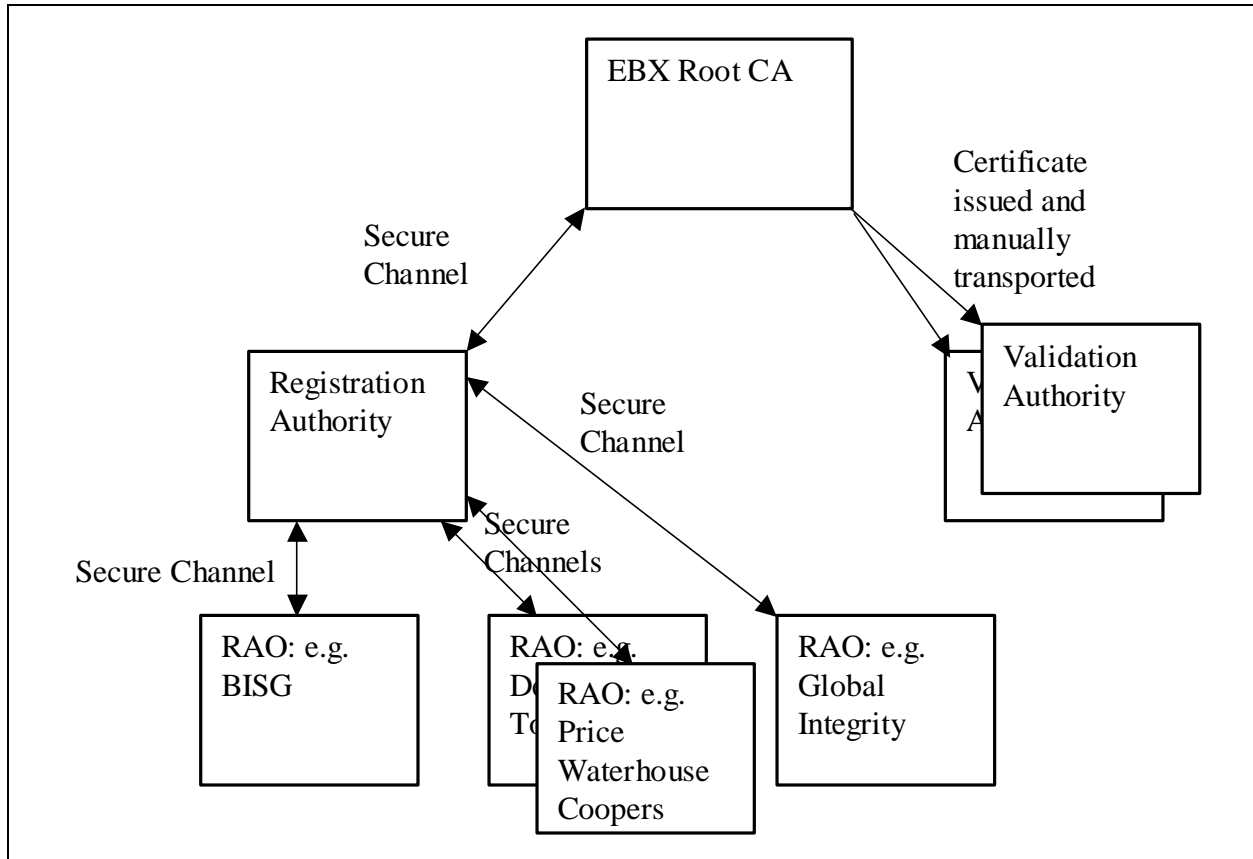 EBX Root CA
Certificate
issued and
manually
transported
Secure
Channel
Validation
Authority
Registration
Authority
Secure
Channel
Secure
Channels
Secure Channel
RAO: e.g.
BISG
RAO: e.g.
RAO: e.g.
Price
Waterhouse
Coopers
RAO: e.g.
Global
Integrity